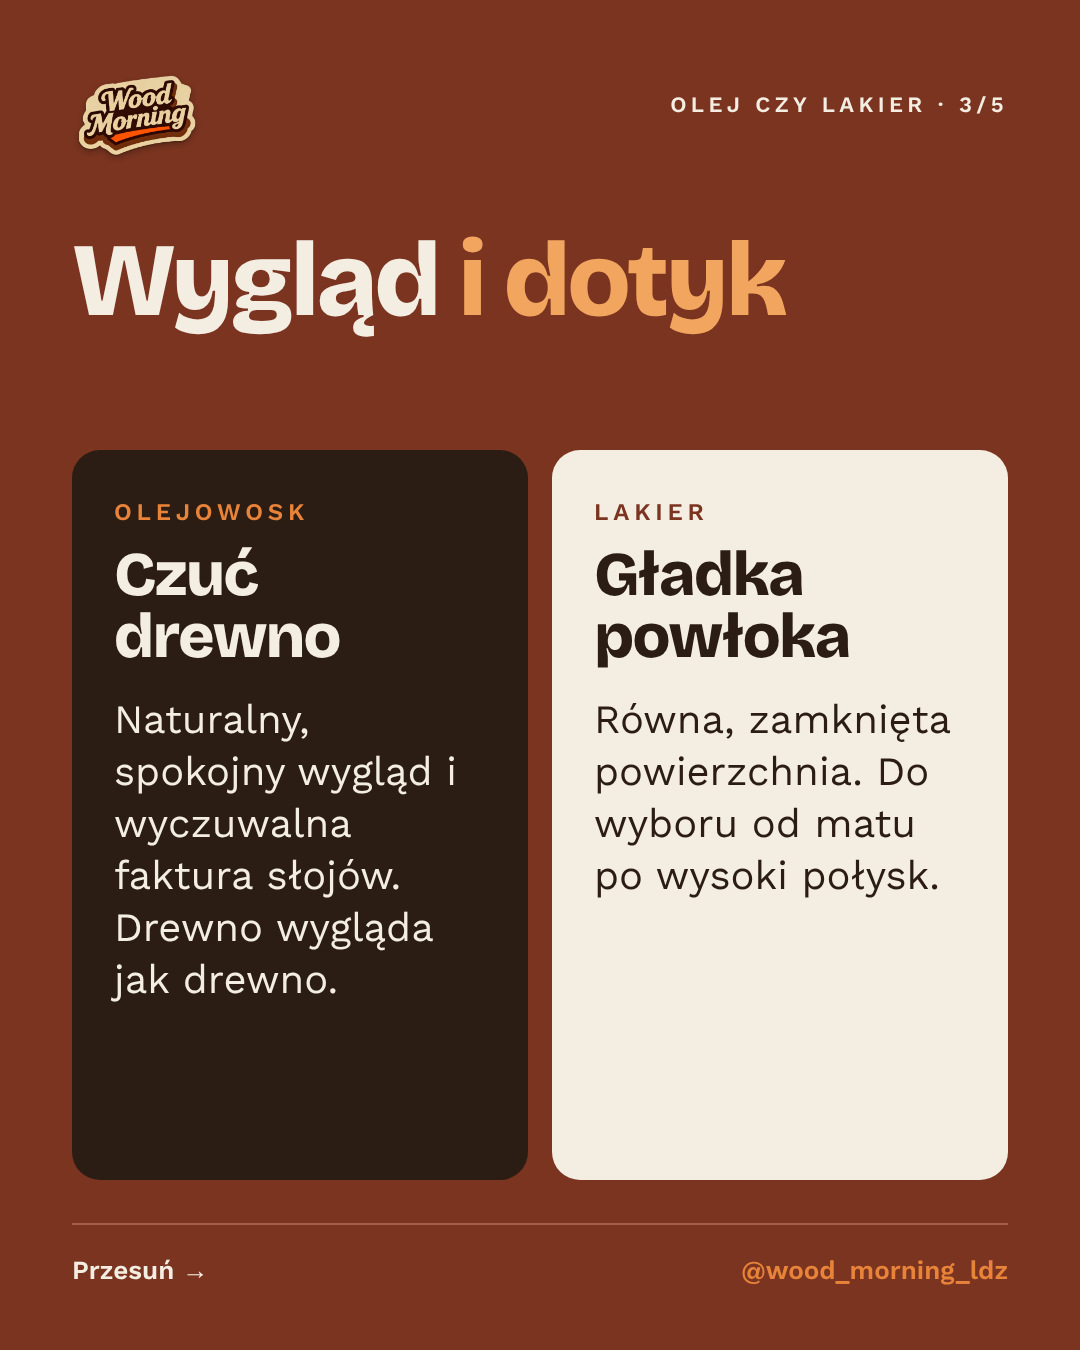 Wood
Morning
OLEJ CZY LAKIER · 3/5
Wygląd i dotyk
OLEJOWOSK
Czuć
drewno
Naturalny,
spokojny wygląd i
wyczuwalna
faktura słojów.
Drewno wygląda
jak drewno.
LAKIER
Gładka
powłoka
Równa, zamknięta
powierzchnia. Do
wyboru od matu
po wysoki połysk.
Przesuń →
@wood_morning_ldz